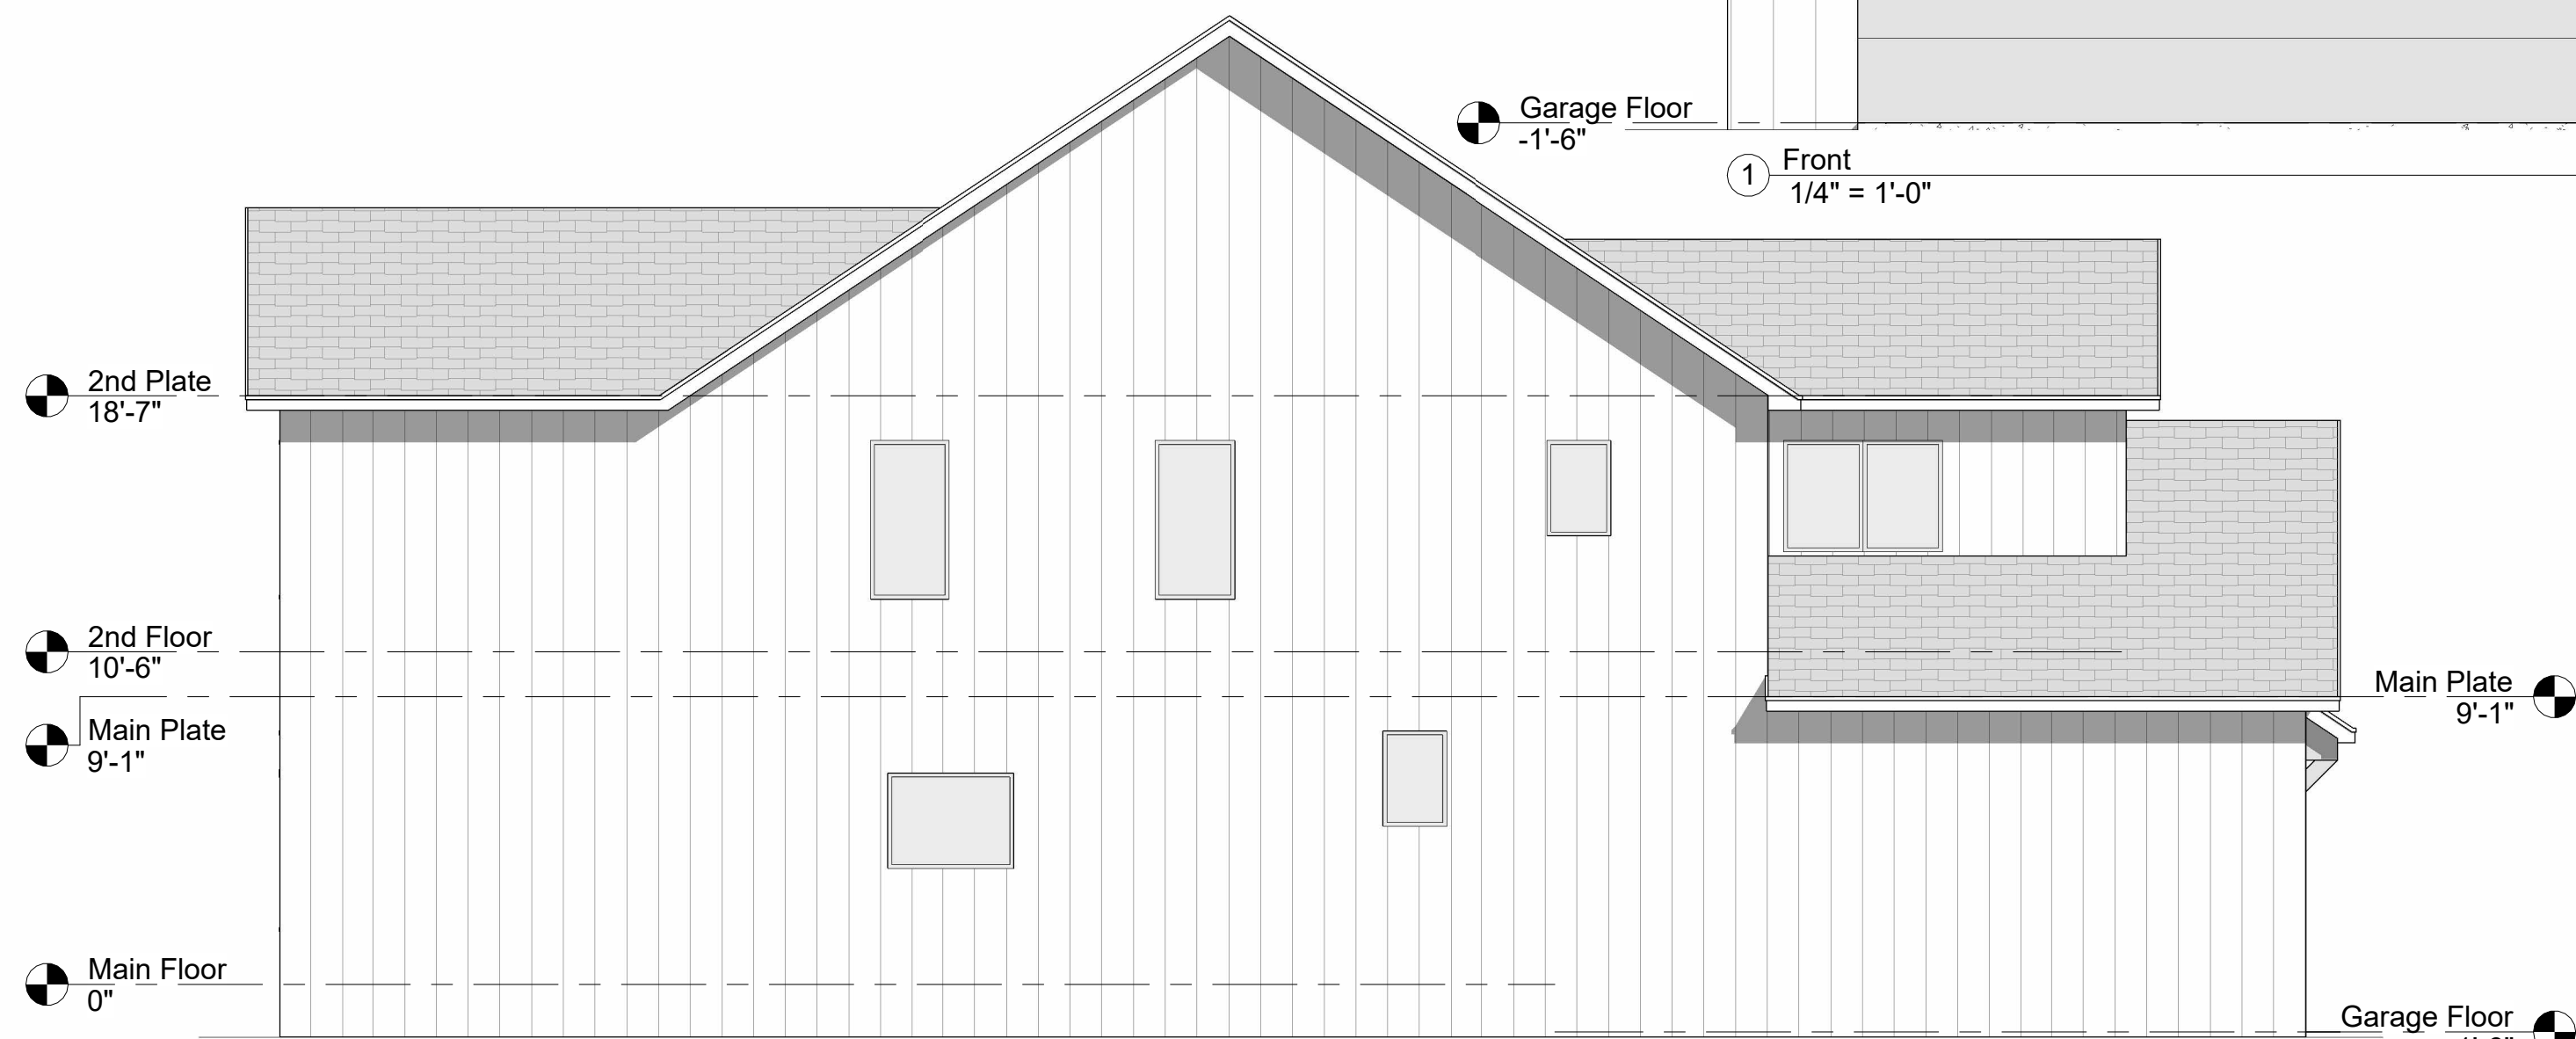 Garage Floor
-1'-6"
1
Front
1/4" = 1'-0"
2nd Plate
18'-7"
2nd Floor
10'-6"
Main Plate
9'-1"
Main Plate
9'-1"
Main Floor
0"
Garage Floor